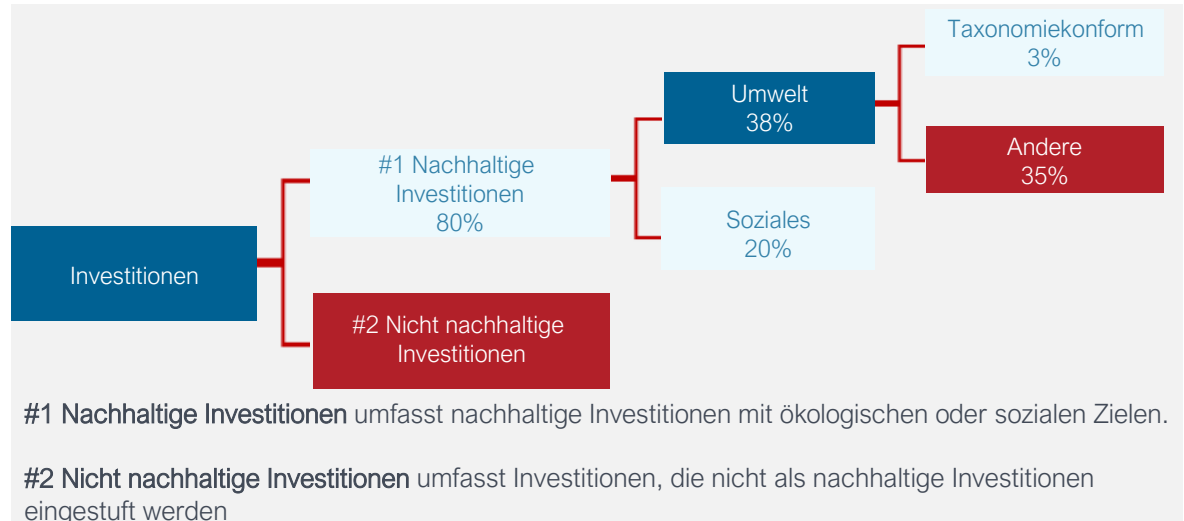 Taxonomiekonform
3%
Umwelt
38%
Andere
35%
#1 Nachhaltige
Investitionen
80%
Soziales
20%
Investitionen
#2 Nicht nachhaltige
Investitionen
#1 Nachhaltige Investitionen umfasst nachhaltige Investitionen mit ökologischen oder sozialen Zielen.
#2 Nicht nachhaltige Investitionen umfasst Investitionen, die nicht als nachhaltige Investitionen
eingestuft werden